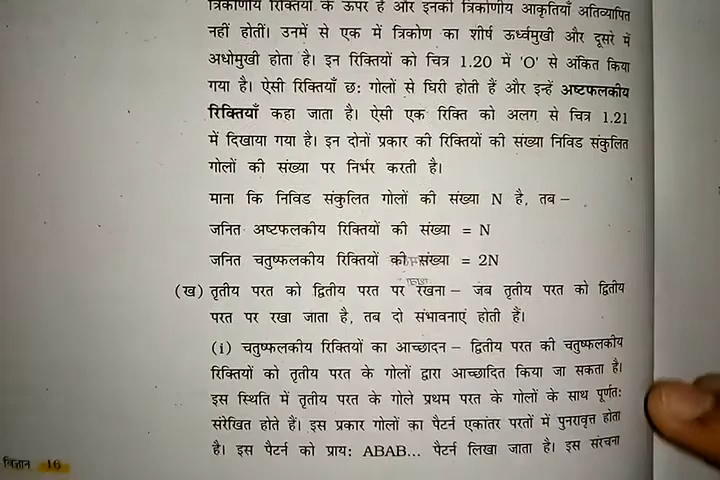 त्रिकोणीय रिक्तियों के ऊपर है और इनकी त्रिकोणीय आकृतियाँ अतिव्यापित
नहीं होतीं। उनमें से एक में त्रिकोण का शीर्ष ऊर्ध्वमुखी और दूसरे में
अधोमुखी होता है। इन रिक्तियों को चित्र 1.20 में 'O' से अंकित किया
गया है। ऐसी रिक्तियाँ छ: गोलों से घिरी होती हैं और इन्हें अष्टफलकीय
रिक्तियाँ कहा जाता है। ऐसी एक रिक्ति को अलग से चित्र 1.21
में दिखाया गया है। इन दोनों प्रकार की रिक्तियों की संख्या निविड संकुलित
गोलों की संख्या पर निर्भर करती है।
माना कि निविड संकुलित गोलों की संख्या N है, तब –
जनित अष्टफलकीय रिक्तियों की संख्या = N
जनित चतुष्फलकीय रिक्तियों की संख्या = 2N
(ख) तृतीय परत को द्वितीय परत पर रखना – जब तृतीय परत को द्वितीय
परत पर रखा जाता है, तब दो संभावनाएं होती हैं।
(i) चतुष्फलकीय रिक्तियों का आच्छादन – द्वितीय परत की चतुष्फलकीय
रिक्तियों को तृतीय परत के गोलों द्वारा आच्छादित किया जा सकता है।
इस स्थिति में तृतीय परत के गोले प्रथम परत के गोलों के साथ पूर्णत:
संरेखित होते हैं। इस प्रकार गोलों का पैटर्न एकांतर परतों में पुनरावृत्त होता
है। इस पैटर्न को प्राय: ABAB... पैटर्न लिखा जाता है। इस संरचना
विज्ञान 16